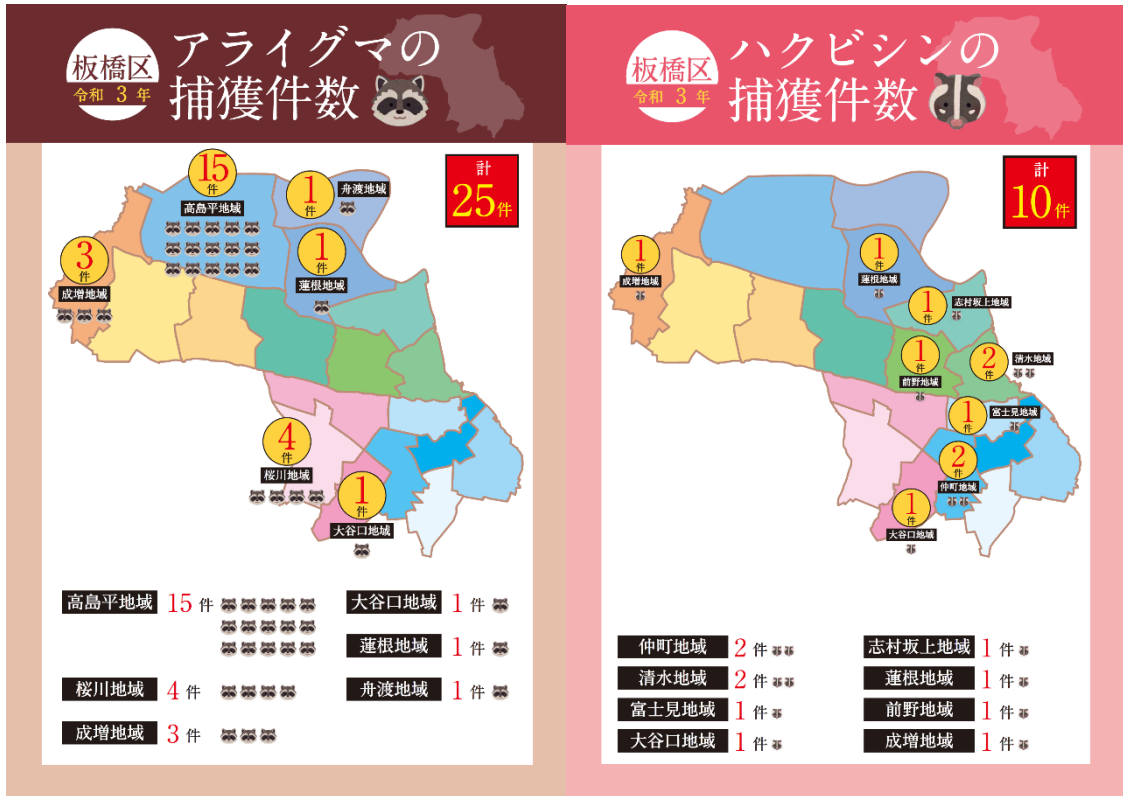 板橋区
令和 3 年
アライグマの
捕獲件数
計
25件
15
件
高島平地域
1
件
舟渡地域
1
件
蓮根地域
3
件
成増地域
4
件
桜川地域
1
件
大谷口地域
高島平地域 15 件
桜川地域 4 件
成増地域 3 件
大谷口地域 1 件
蓮根地域 1 件
舟渡地域 1 件
板橋区
令和 3 年
ハクビシンの
捕獲件数
計
10件
1
件
成増地域
1
件
蓮根地域
1
件
志村坂上地域
1
件
前野地域
2
件
清水地域
1
件
富士見地域
2
件
仲町地域
1
件
大谷口地域
仲町地域 2 件
清水地域 2 件
富士見地域 1 件
大谷口地域 1 件
志村坂上地域 1 件
蓮根地域 1 件
前野地域 1 件
成増地域 1 件